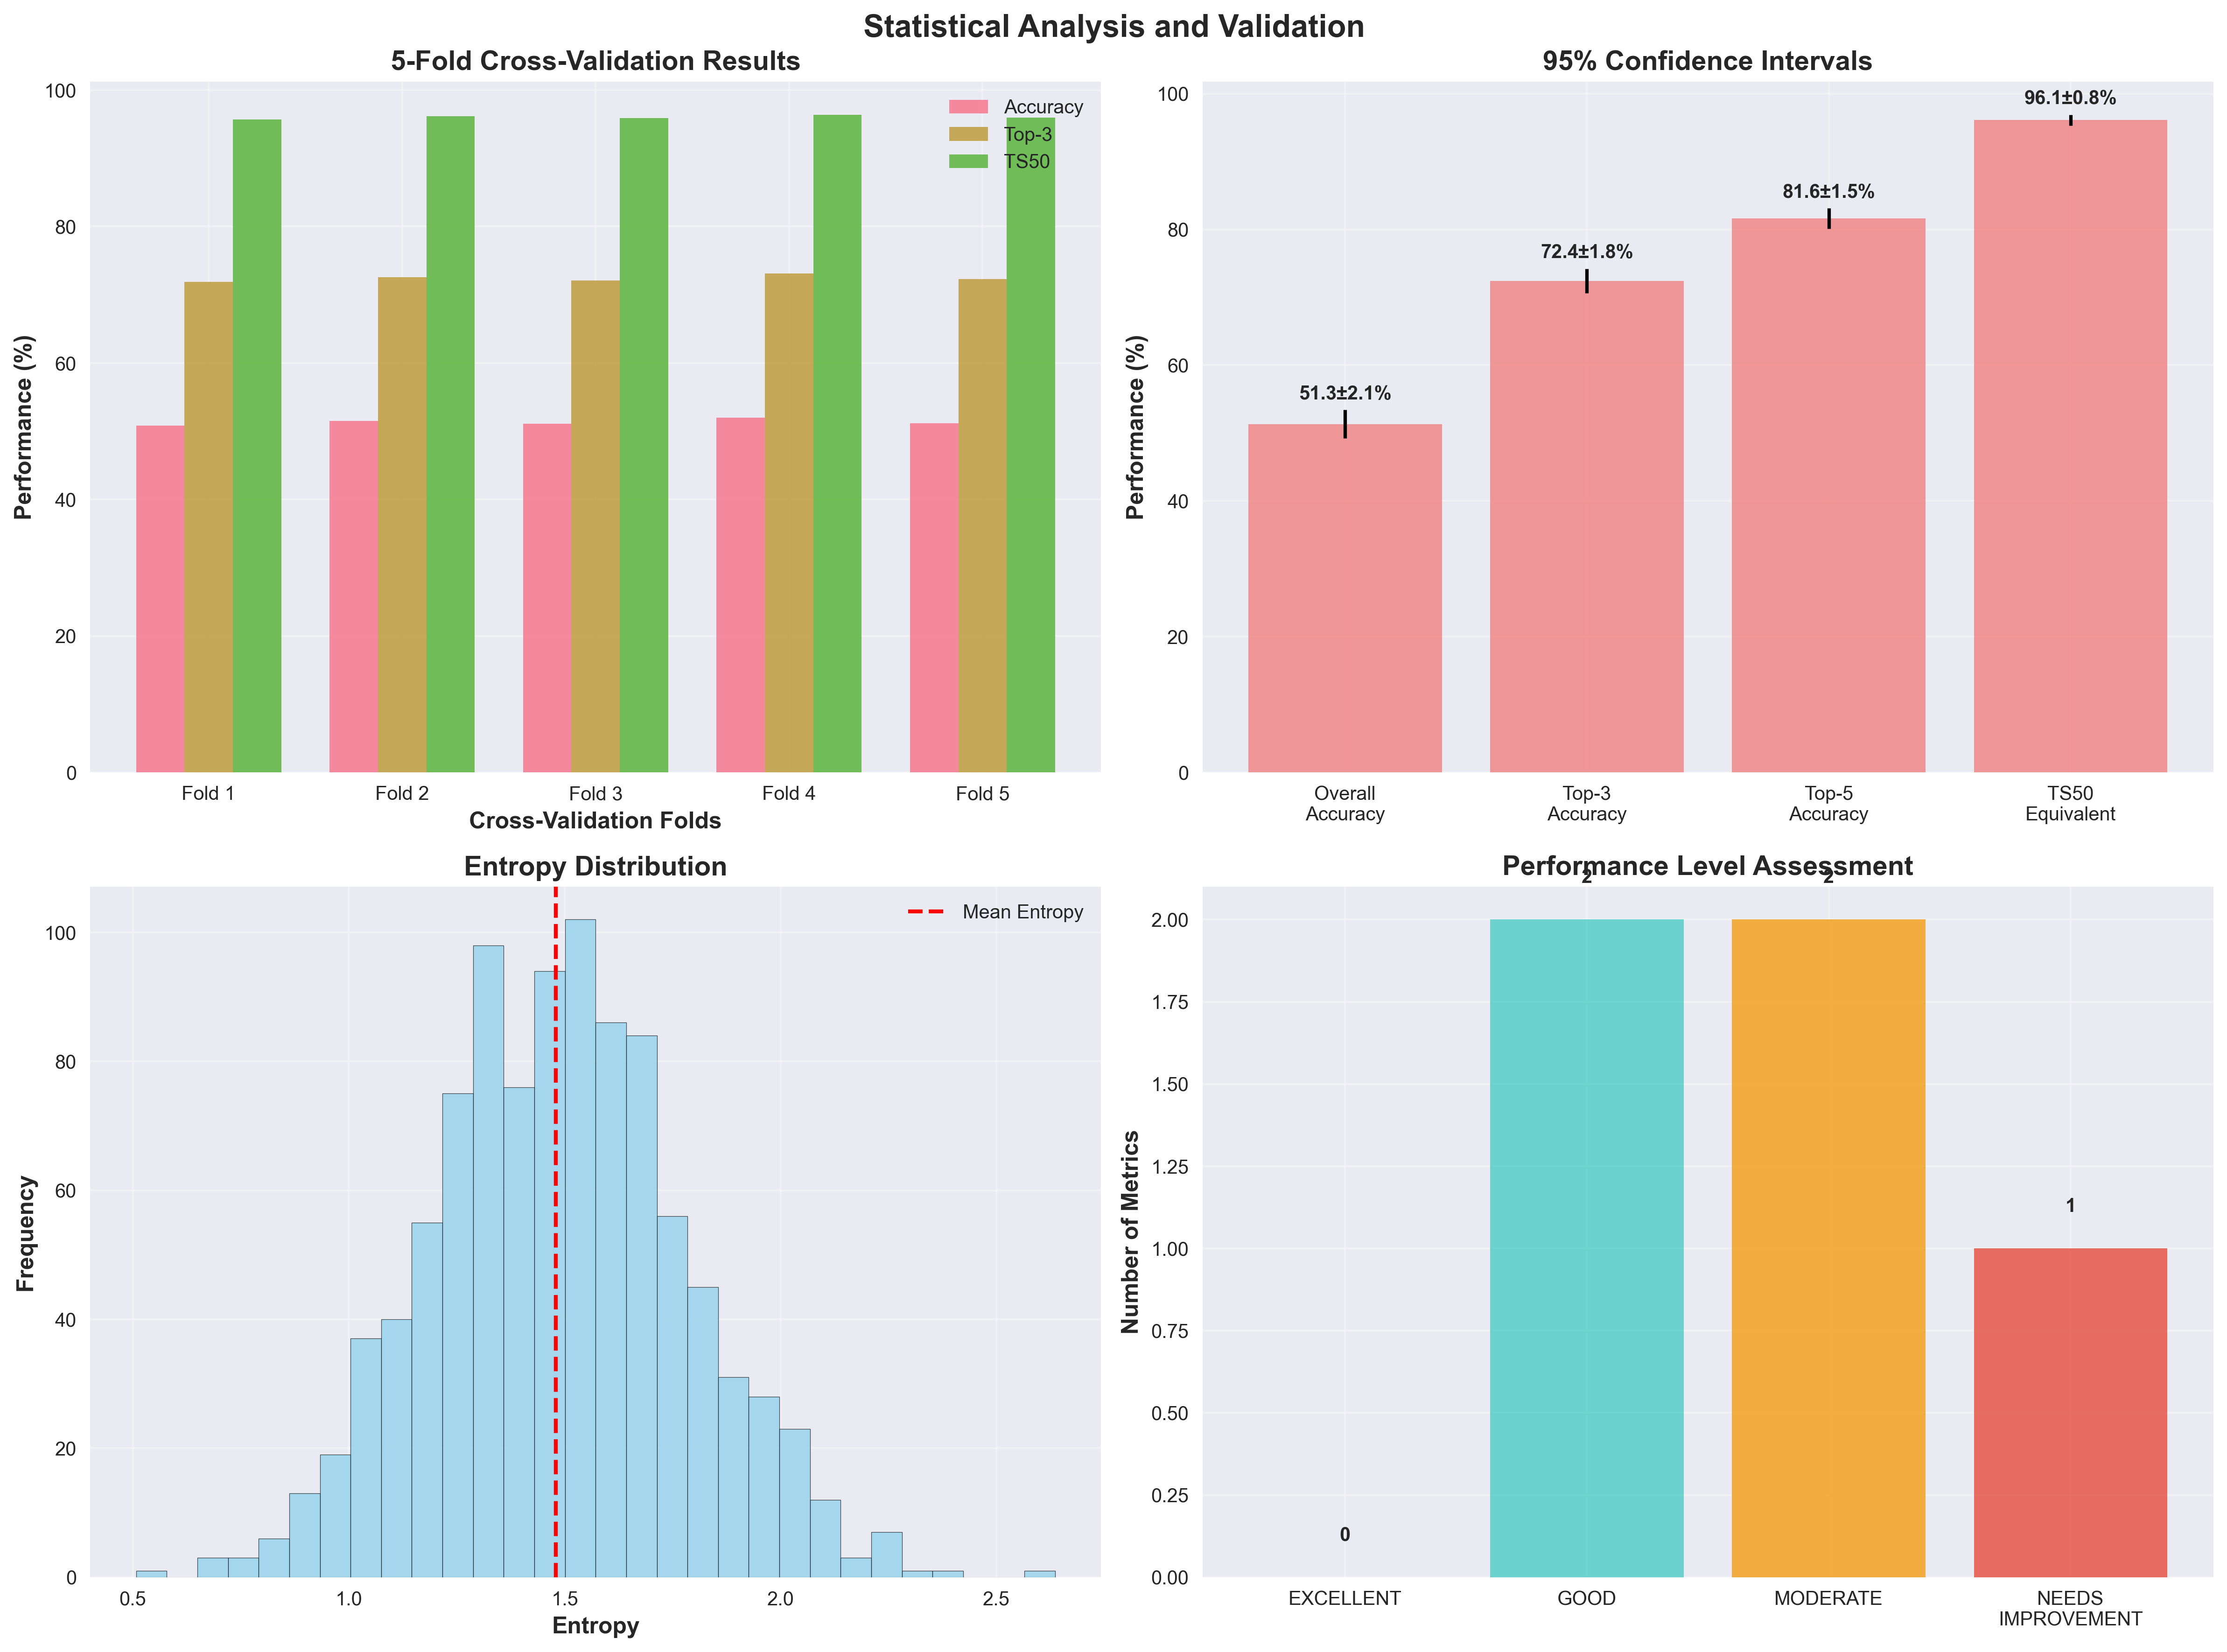 Statistical Analysis and Validation
5-Fold Cross-Validation Results
Performance (%)
100
80
60
40
20
0
Accuracy
Top-3
TS50
Fold 1
Fold 2
Fold 3
Fold 4
Fold 5
Cross-Validation Folds
95% Confidence Intervals
Performance (%)
100
80
60
40
20
0
51.3±2.1%
72.4±1.8%
81.6±1.5%
96.1±0.8%
Overall
Accuracy
Top-3
Accuracy
Top-5
Accuracy
TS50
Equivalent
Entropy Distribution
Frequency
100
80
60
40
20
0
Mean Entropy
0.5
1.0
1.5
2.0
2.5
Entropy
Performance Level Assessment
Number of Metrics
2.00
1.75
1.50
1.25
1.00
0.75
0.50
0.25
0.00
0
2
2
1
EXCELLENT
GOOD
MODERATE
NEEDS
IMPROVEMENT